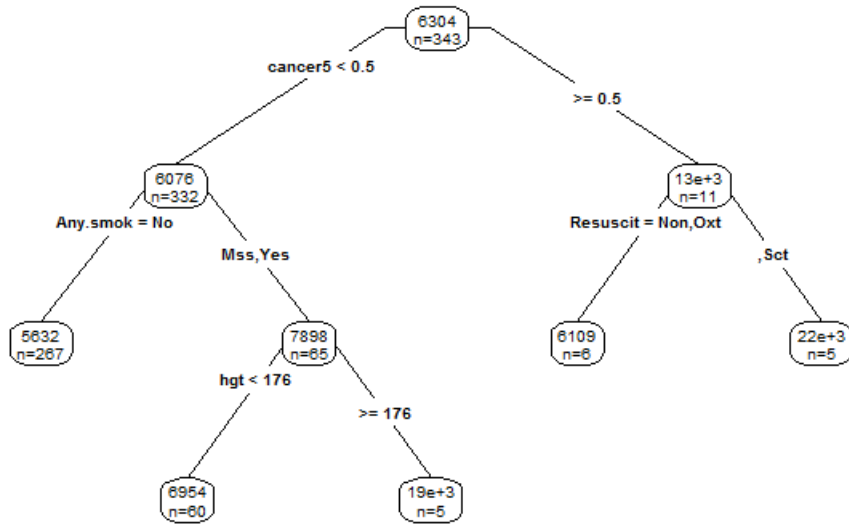 6304
n=343
cancer5 < 0.5
>= 0.5
6076
n=332
13e+3
n=11
Any.smok = No
Mss,Yes
Resuscit = Non,Oxt
,Sct
5632
n=267
7898
n=65
6109
n=6
22e+3
n=5
hgt < 176
>= 176
6954
n=60
19e+3
n=5